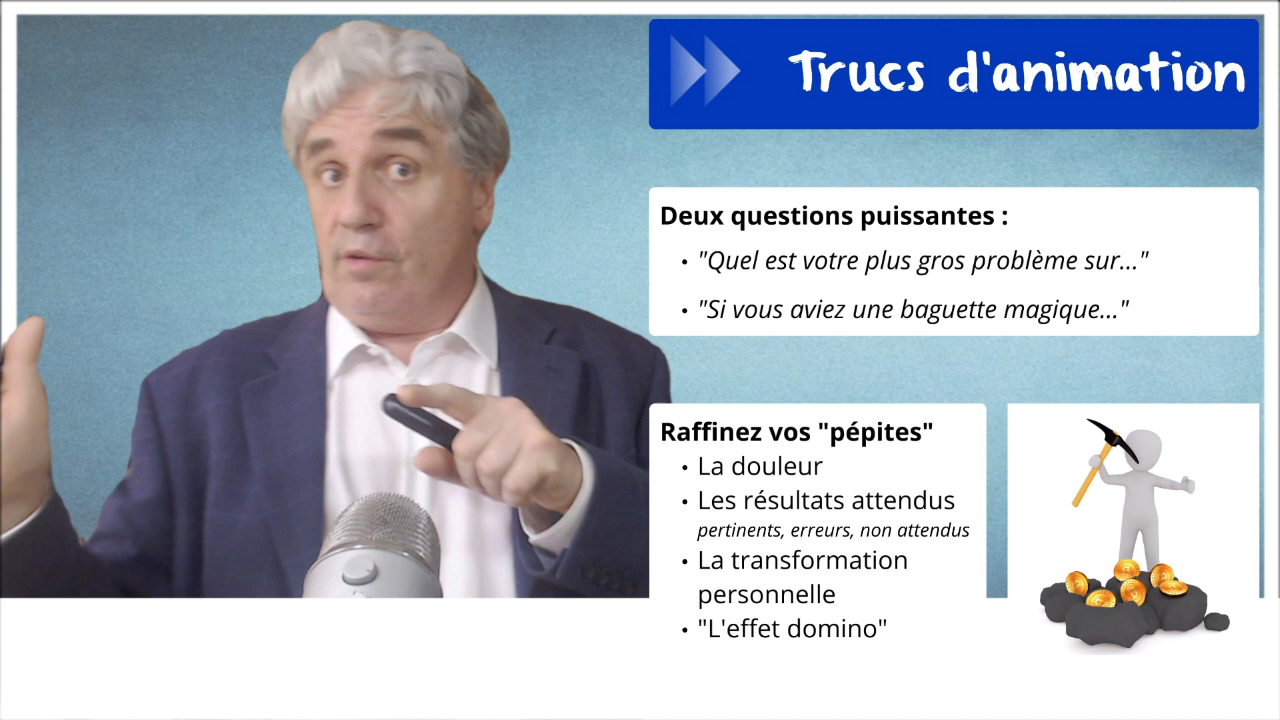 Trucs d'animation
Deux questions puissantes :
• "Quel est votre plus gros problème sur..."
• "Si vous aviez une baguette magique..."
Raffinez vos "pépites"
• La douleur
• Les résultats attendus
pertinents, erreurs, non attendus
• La transformation
personnelle
• "L'effet domino"